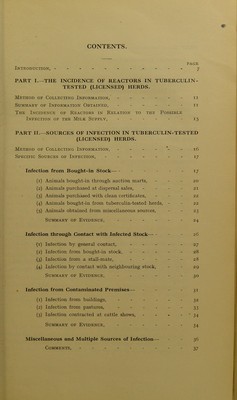 CONTENTS.
PAGE
Introduction, - - - - - - - - 7
PART I.—THE INCIDENCE OF REACTORS IN TUBERCULIN-
TESTED (LICENSED) HERDS.
Method of Collecting Information, - - - - - 11
Summary of Information Obtained, - - - - - 11
The Incidence of Reactors in Relation to the Possible
Infection of the Milk Supply, - - - - - 13
PART II.—SOURCES OF INFECTION IN TUBERCULIN-TESTED
(LICENSED) HERDS.
Method of Collecting Information, - - - - - 16
Specific Sources of Infection, - - - - - 17
Infection from Bought-in Stock— - - - - - 17
(1) Animals bought-in through auction marts, - - - 20
(2) Animals purchased at dispersal sales, - - - 21
(3) Animals purchased with clean certificates, - - - 21
(4) Animals bought-in from tuberculin-tested herds, - - 22
(5) Animals obtained from miscellaneous sources, - - 23
Summary of Evidence, - - - - - 24
Infection through Contact with Infected Stock— - - 26
(1) Infection by general contact, - - - - 27
(2) Infection from bought-in stock, - - - - 28
(3) Infection from a stall-mate, - - - - 28
(4) Infection by contact with neighbouring stock, - - 29
Summary of Evidence, - - - - - 30
Infection from Contaminated Premises— - - - 31
(1) Infection from buildings, - - - - - 32
(2) Infection from pastures, - - - - - 33
(3) Infection contracted at cattle shows, - - - 34
Summary of Evidence, - - - - - 34
Miscellaneous and Multiple Sources of Infection— - - 36
Comments, - - - - - - - 37